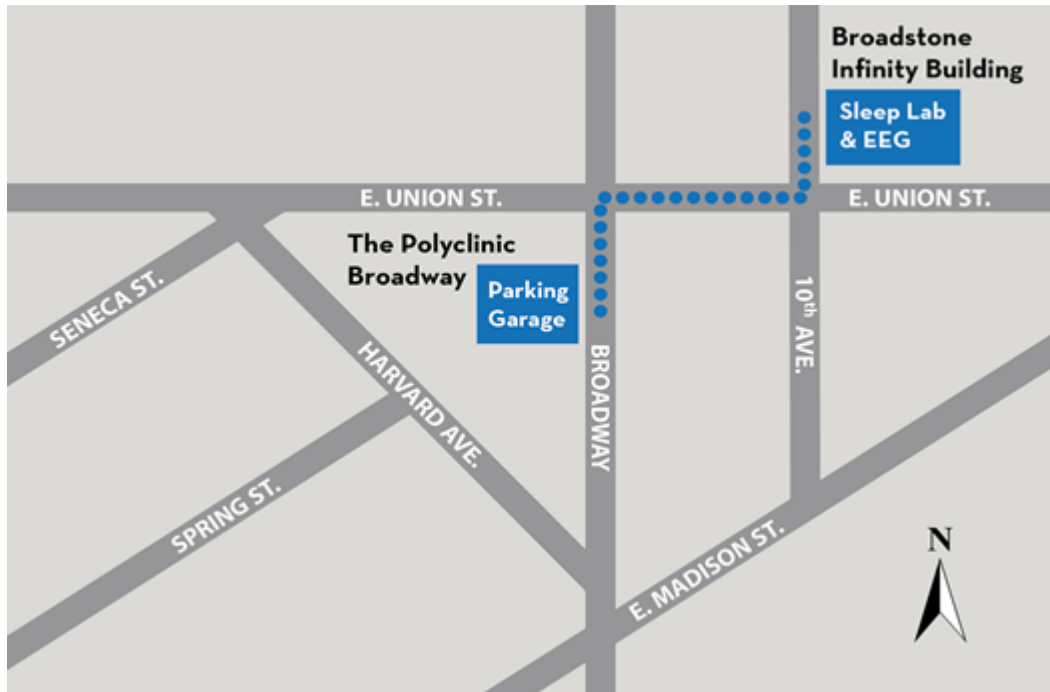 Broadstone
Infinity Building
Sleep Lab
& EEG
E. UNION ST.
E. UNION ST.
The Polyclinic
Broadway
Parking
Garage
SENECA ST.
HARVARD AVE.
BROADWAY
10th AVE.
SPRING ST.
E. MADISON ST.
N